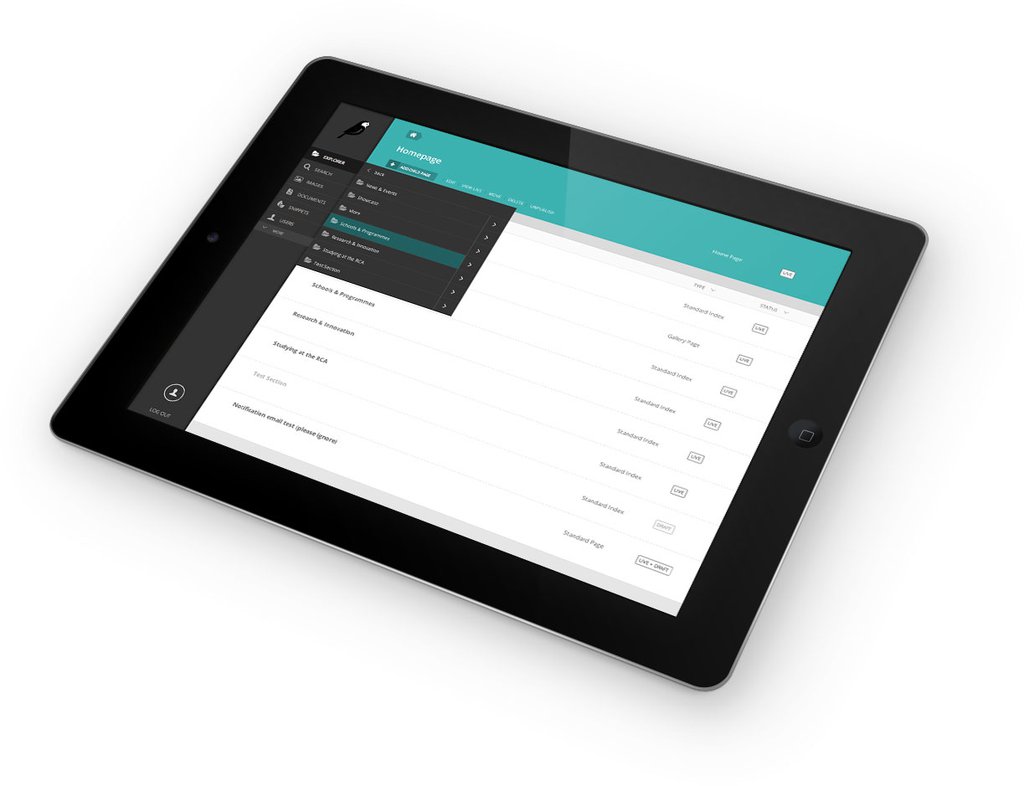 Homepage
ADD CHILD PAGE
EDIT VIEW LIVE MOVE DELETE UNPUBLISH
Home Page LIVE
EXPLORER
SEARCH
IMAGES
DOCUMENTS
SNIPPETS
USERS
MORE
LOG OUT
BACK
News & Events
Showcase
More
Schools & Programmes
Research & Innovation
Studying at the RCA
Test Section
TYPE STATUS
Standard Index LIVE
Gallery Page LIVE
Standard Index LIVE
Standard Index LIVE
Schools & Programmes Standard Index LIVE
Research & Innovation Standard Index LIVE
Studying at the RCA Standard Index DRAFT
Test Section Standard Page LIVE + DRAFT
Notification email test (please ignore)